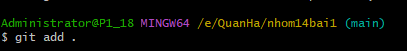 Administrator@P1_18 MINGW64 /e/QuanHa/nhom14bai1 (main)
$ git add .